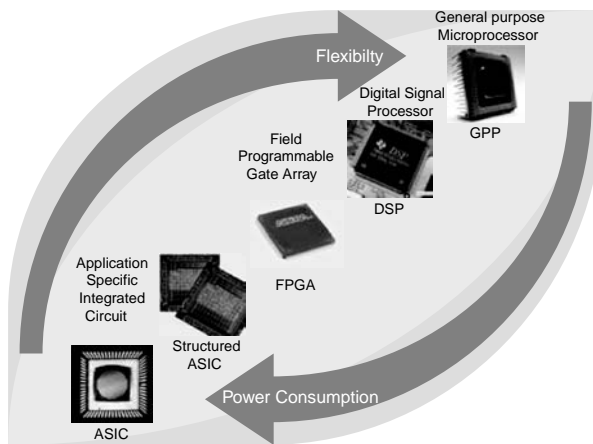 General purpose
Microprocessor
Flexibilty
GPP
Digital Signal
Processor
DSP
DSP
Field
Programmable
Gate Array
FPGA
Application
Specific
Integrated
Circuit
Structured
ASIC
ASIC
Power Consumption